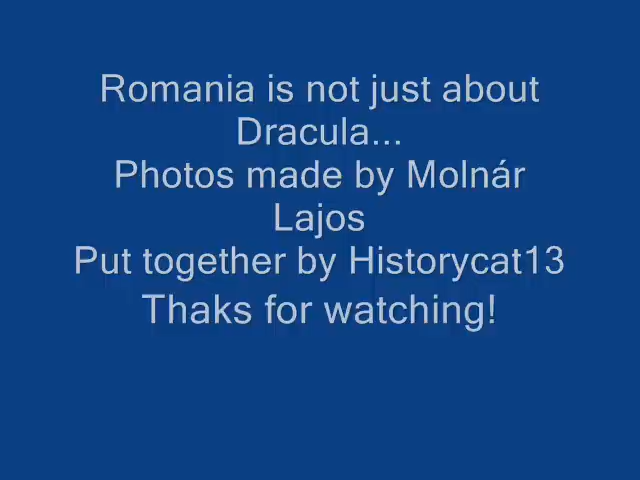 Romania is not just about
Dracula...
Photos made by Molnár
Lajos
Put together by Historycat13
Thaks for watching!